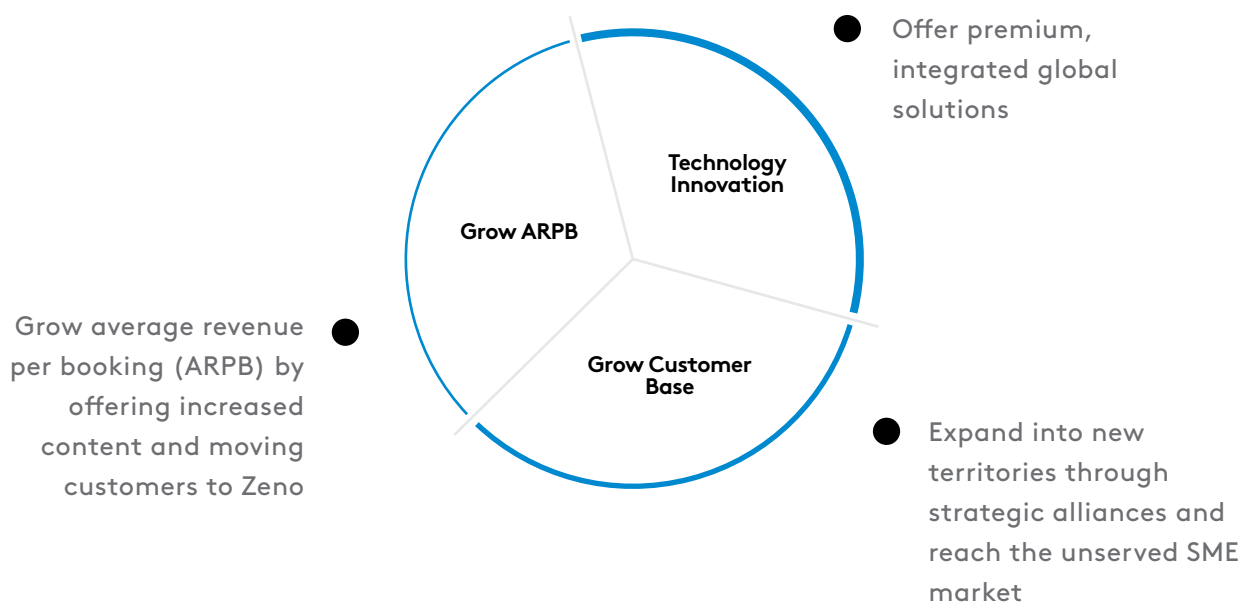 Offer premium,
integrated global
solutions
Technology
Innovation
Grow ARPB
Grow average revenue
per booking (ARPB) by
offering increased
content and moving
customers to Zeno
Grow Customer
Base
Expand into new
territories through
strategic alliances and
reach the unserved SME
market